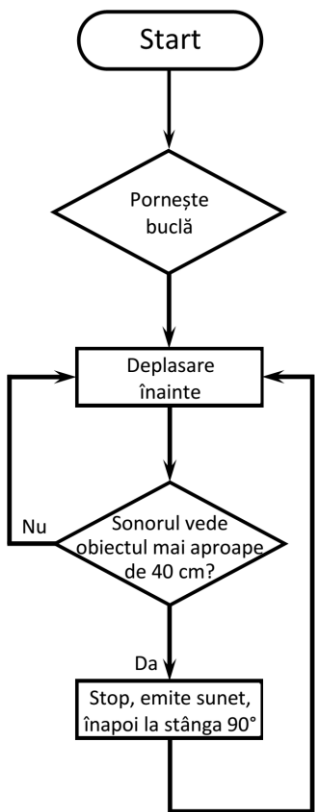 Start
Pornește
buclă
Deplasare
înainte
Nu
Sonorul vede
obiectul mai aproape
de 40 cm?
Da
Stop, emite sunet,
înapoi la stânga 90°